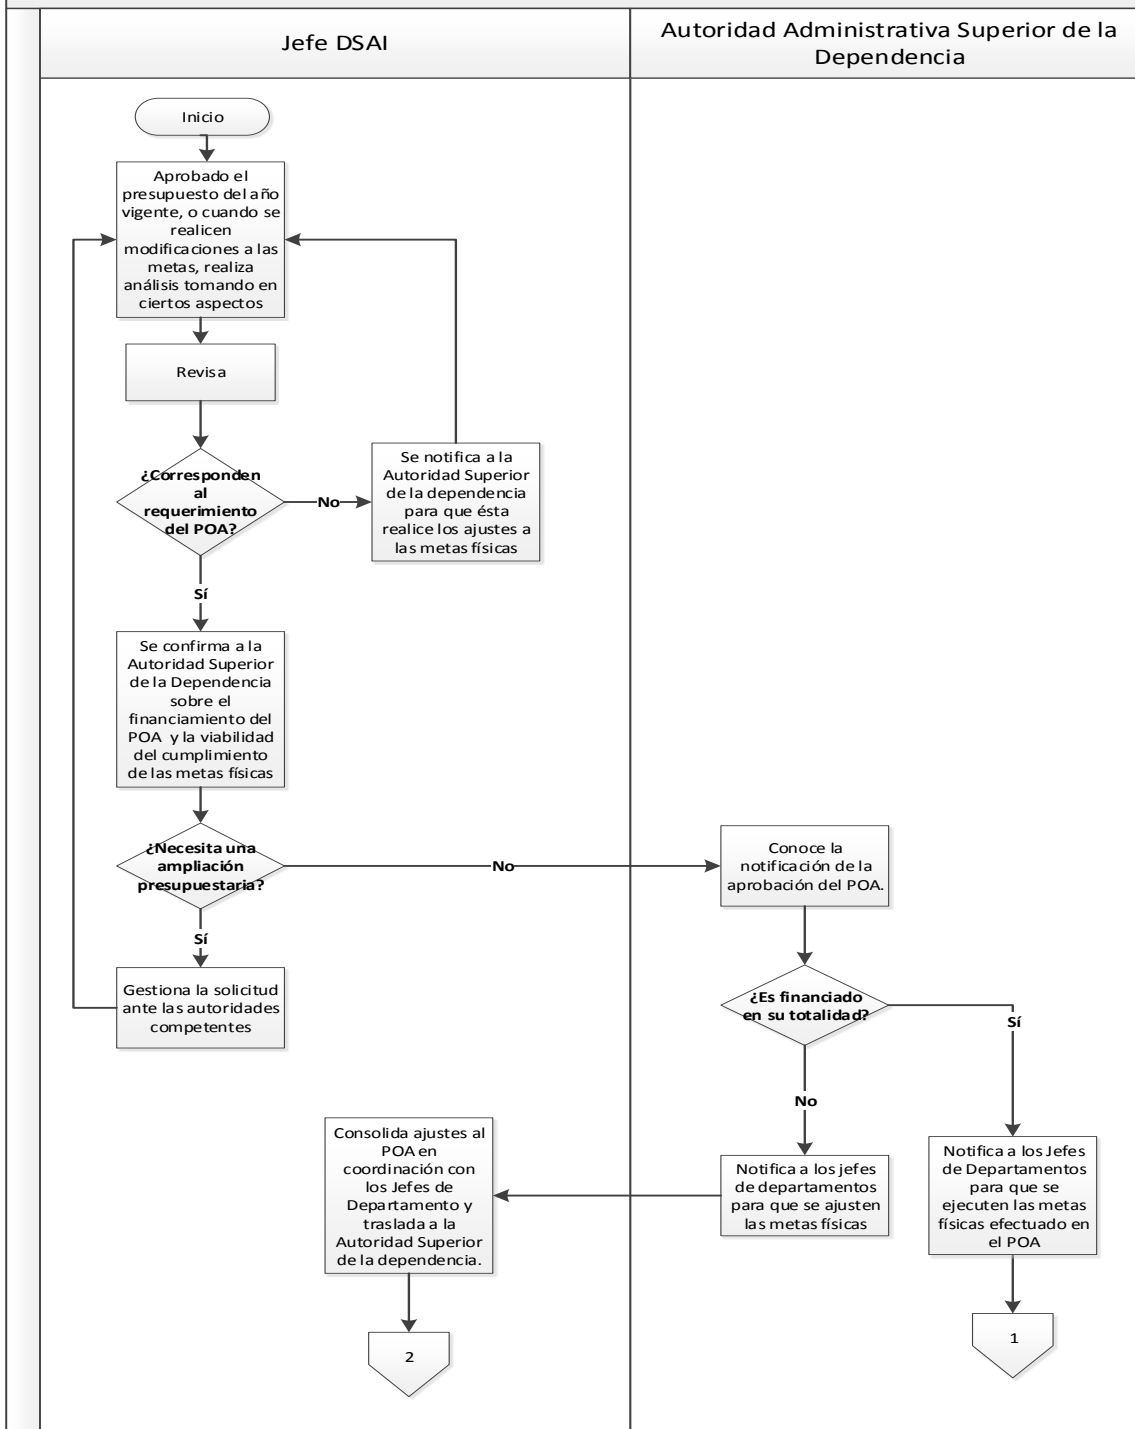 Jefe DSAI
Autoridad Administrativa Superior de la
Dependencia
Inicio
Aprobado el
presupuesto del año
vigente, o cuando se
realicen
modificaciones a las
metas, realiza
análisis tomando en
ciertos aspectos
Revisa
¿Corresponden
al
requerimiento
del POA?
No
Se notifica a la
Autoridad Superior
de la dependencia
para que ésta
realice los ajustes a
las metas físicas
Sí
Se confirma a la
Autoridad Superior
de la Dependencia
sobre el
financiamiento del
POA y la viabilidad
del cumplimiento
de las metas físicas
¿Necesita una
ampliación
presupuestaria?
No
Conoce la
notificación de la
aprobación del POA.
Sí
Gestiona la solicitud
ante las autoridades
competentes
¿Es financiado
en su totalidad?
Sí
No
Consolida ajustes al
POA en
coordinación con
los Jefes de
Departamento y
traslada a la
Autoridad Superior
de la dependencia.
Notifica a los jefes
de departamentos
para que se ajusten
las metas físicas
Notifica a los Jefes
de Departamentos
para que se
ejecuten las metas
físicas efectuado en
el POA
2
1